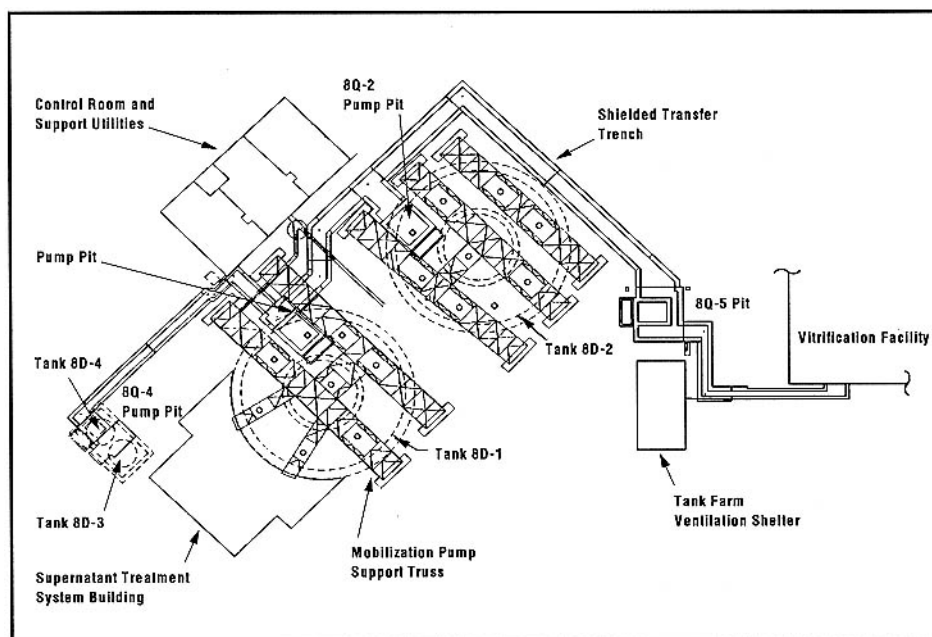 8Q-2
Pump Pit
Control Room and
Support Utilities
Shielded Transfer
Trench
Pump Pit
8Q-5 Pit
Vitrification Facility
Tank 8D-2
Tank 8D-4
8Q-4
Pump Pit
Tank 8D-1
Tank 8D-3
Tank Farm
Ventilation Shelter
Mobilization Pump
Support Truss
Supernatant Treatment
System Building